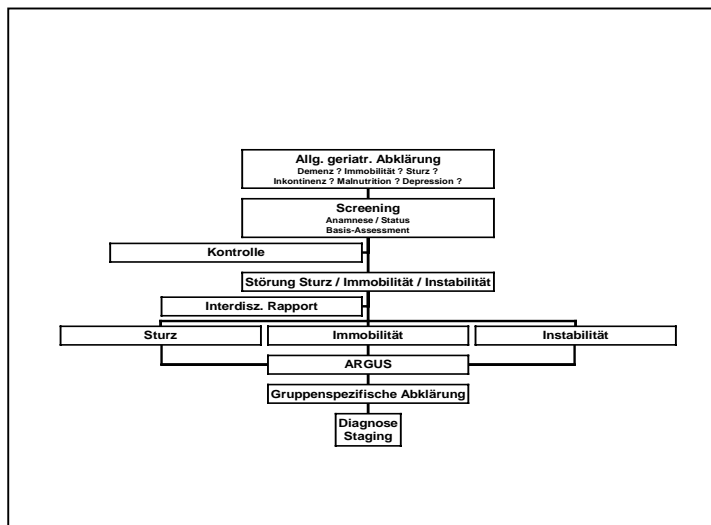 Allg. geriatr. Abklärung
Demenz ? Immobilität ? Sturz ?
Inkontinenz ? Malnutrition ? Depression ?
Screening
Anamnese / Status
Basis-Assessment
Kontrolle
Störung Sturz / Immobilität / Instabilität
Interdisz. Rapport
Sturz
Immobilität
Instabilität
ARGUS
Gruppenspezifische Abklärung
Diagnose
Staging